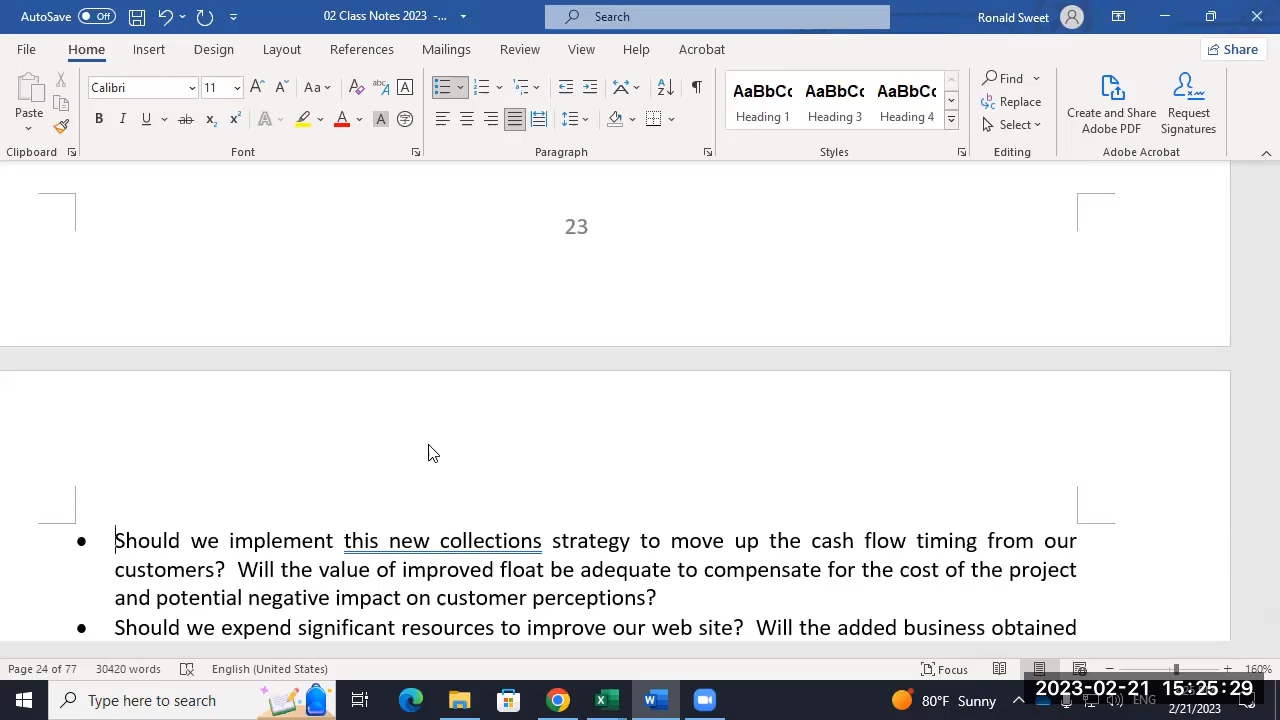 AutoSave Off 02 Class Notes 2023 -... Search Ronald Sweet
File Home Insert Design Layout References Mailings Review View Help Acrobat Share
Paste Calibri 11 Aa AaBbCc AaBbCc AaBbCc Find Replace Select Create and Share Adobe PDF Request Signatures
Heading 1 Heading 3 Heading 4
Clipboard Font Paragraph Styles Editing Adobe Acrobat
23
• Should we implement this new collections strategy to move up the cash flow timing from our
customers? Will the value of improved float be adequate to compensate for the cost of the project
and potential negative impact on customer perceptions?
• Should we expend significant resources to improve our web site? Will the added business obtained
Page 24 of 77 30420 words English (United States) Focus 160%
Type here to search 80°F Sunny ENG
2023-02-21 15:25:29
2/21/2023